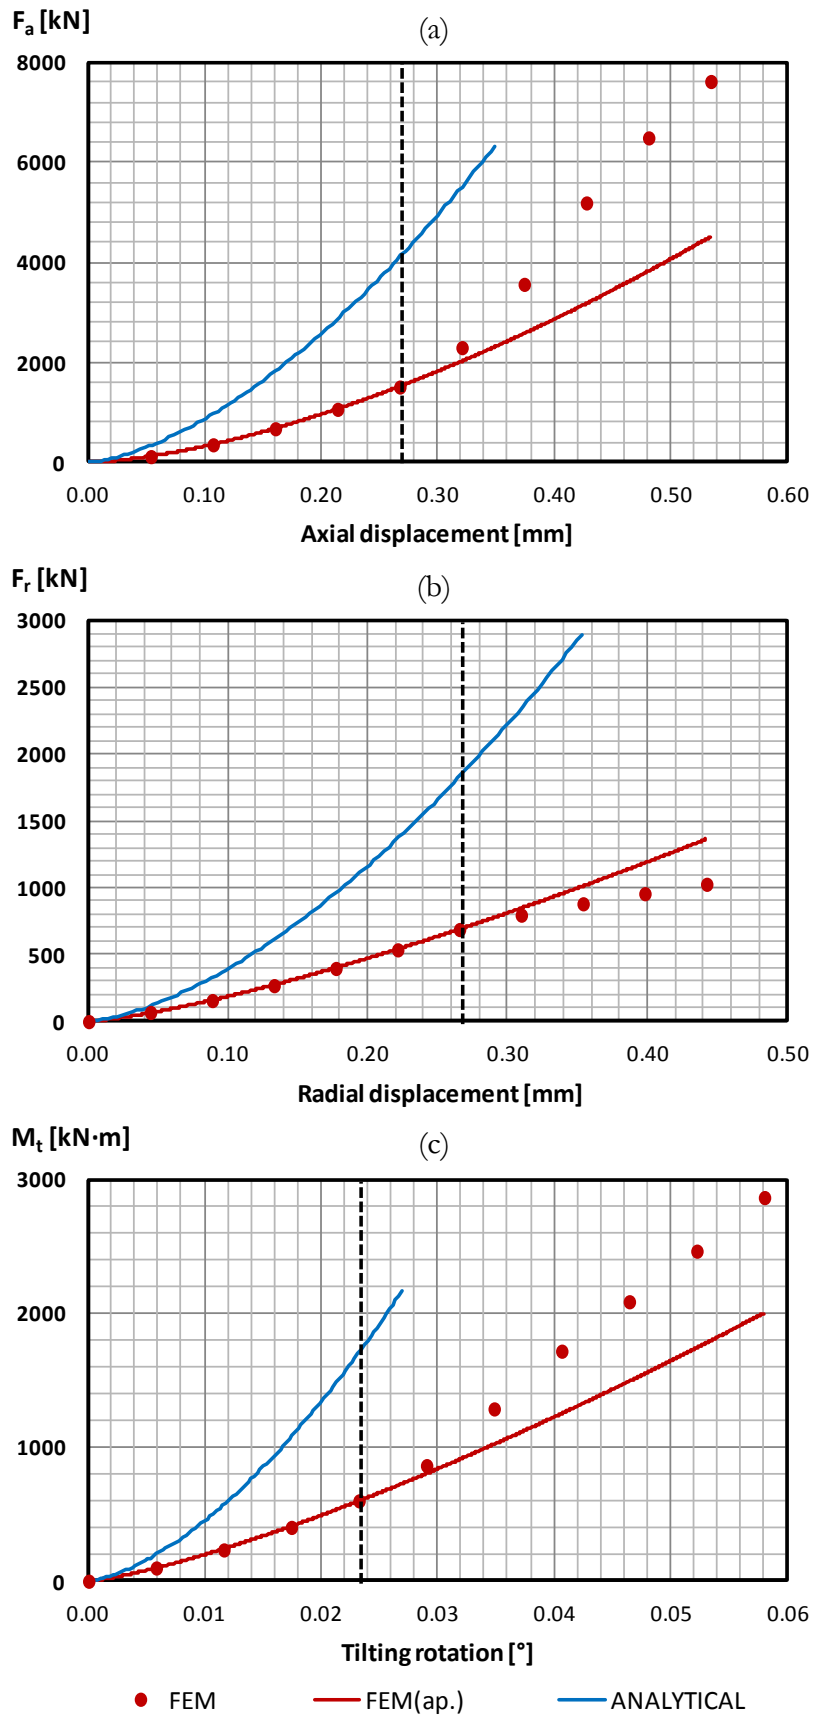 Fa [kN]
(a)
8000
6000
4000
2000
0
0.00 0.10 0.20 0.30 0.40 0.50 0.60
Axial displacement [mm]
Fr [kN]
(b)
3000
2500
2000
1500
1000
500
0
0.00 0.10 0.20 0.30 0.40 0.50
Radial displacement [mm]
Mt [kN·m]
(c)
3000
2000
1000
0
0.00 0.01 0.02 0.03 0.04 0.05 0.06
Tilting rotation [°]
FEM FEM(ap.) ANALYTICAL